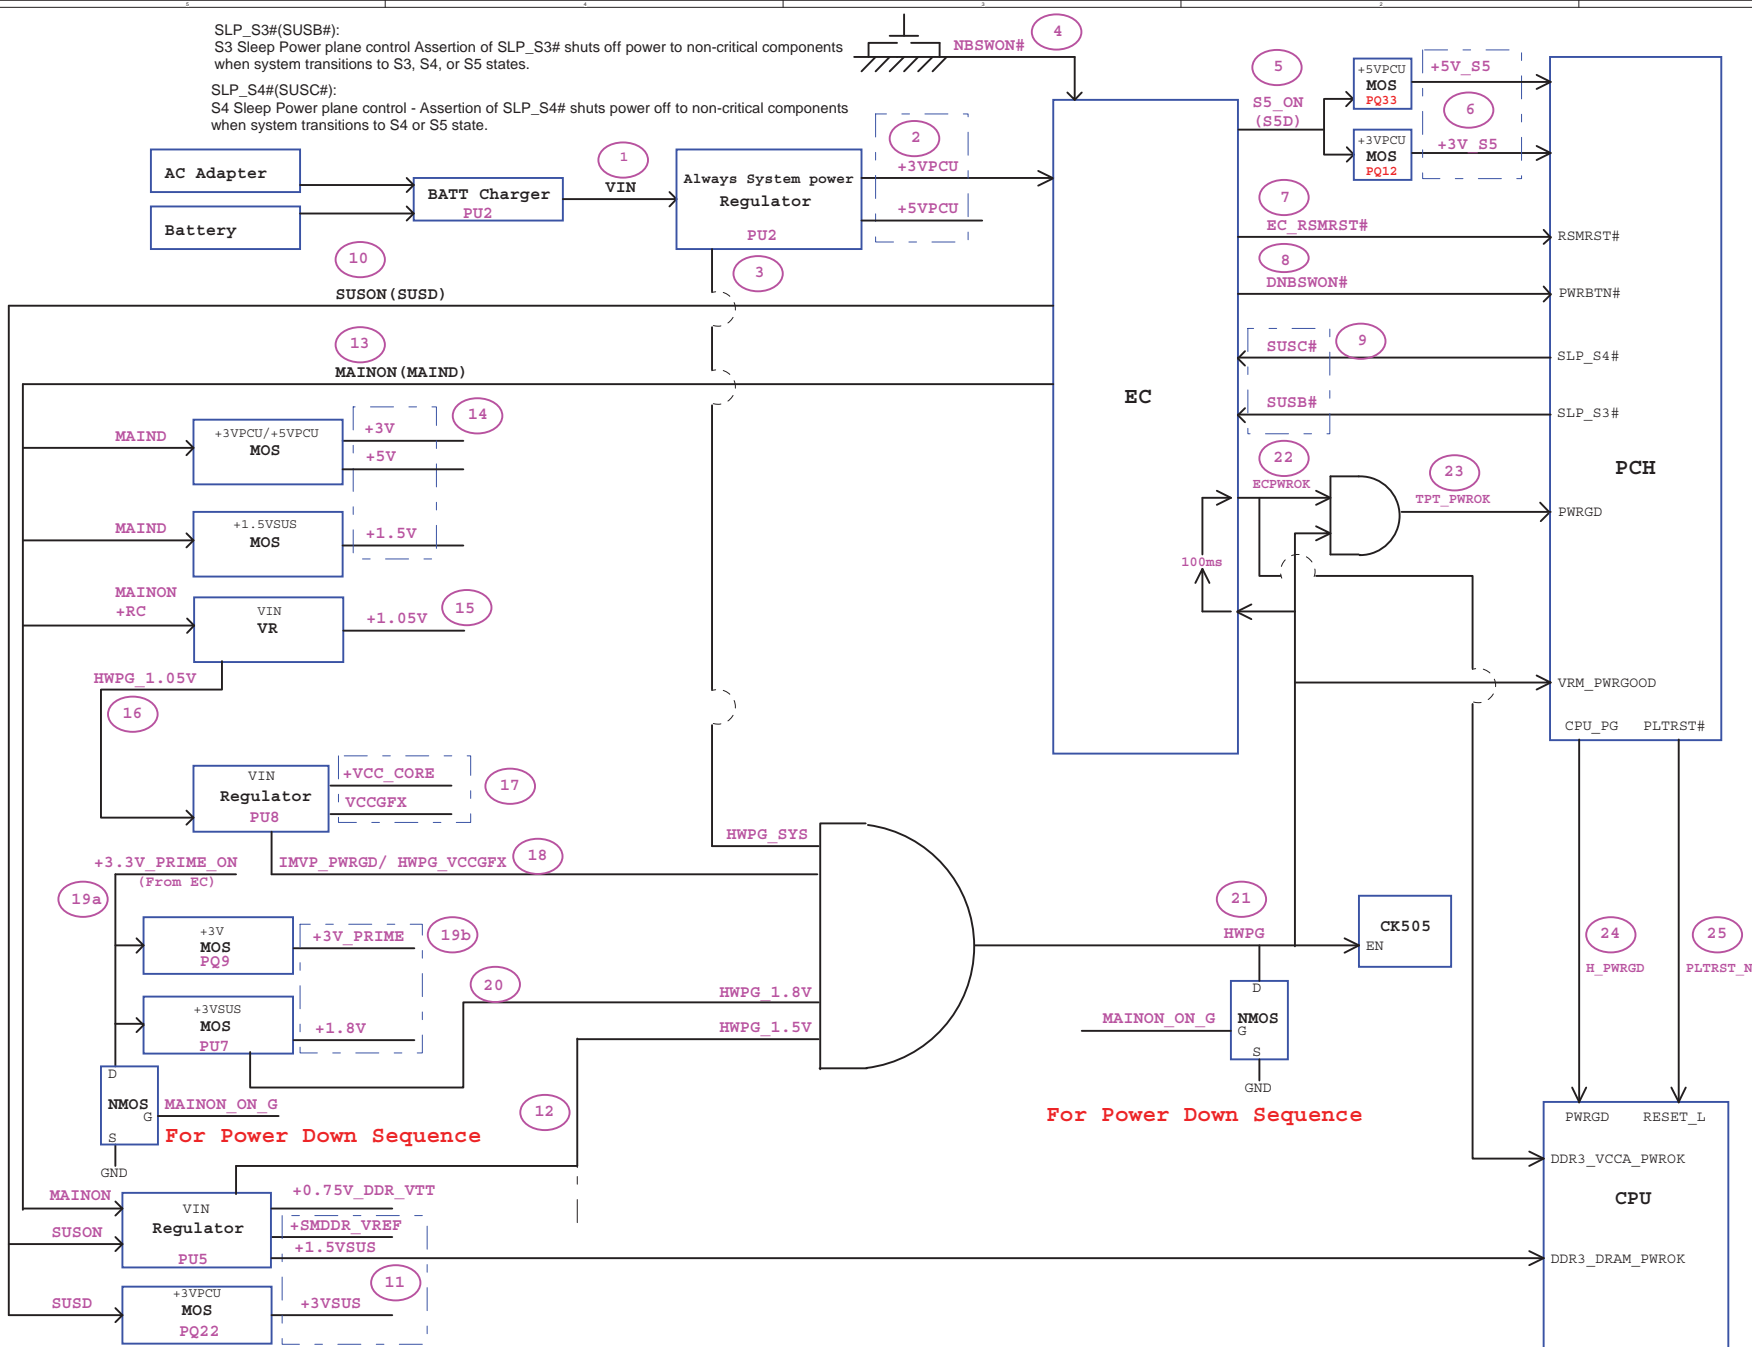 SLP_S3#(SUSB#):
S3 Sleep Power plane control Assertion of SLP_S3# shuts off power to non-critical components
when system transitions to S3, S4, or S5 states.
SLP_S4#(SUSC#):
S4 Sleep Power plane control - Assertion of SLP_S4# shuts power off to non-critical components
when system transitions to S4 or S5 state.
NBSWON#
4
5
S5_ON
(S5D)
+5VPCU
MOS
PQ33
+5V_S5
6
+3VPCU
MOS
PQ12
+3V_S5
AC Adapter
Battery
BATT Charger
PU2
1
VIN
Always System power
Regulator
PU2
2
+3VPCU
+5VPCU
3
7
EC_RSMRST#
RSMRST#
8
DNBSWON#
PWRBTN#
10
SUSON(SUSD)
13
MAINON(MAIND)
SUSC#
9
SLP_S4#
SUSB#
SLP_S3#
EC
PCH
MAIND
+3VPCU/+5VPCU
MOS
+3V
+5V
14
MAIND
+1.5VSUS
MOS
+1.5V
22
ECPWROK
23
TPT_PWROK
PWRGD
100ms
MAINON
+RC
VIN
VR
+1.05V
15
HWPG_1.05V
16
VRM_PWRGOOD
CPU_PG
PLTRST#
VIN
Regulator
PU8
+VCC_CORE
VCCGFX
17
HWPG_SYS
IMVP_PWRGD/ HWPG_VCCGFX
18
+3.3V_PRIME_ON
(From EC)
19a
+3V
MOS
PQ9
+3V_PRIME
19b
+3VSUS
MOS
PU7
+1.8V
20
HWPG_1.8V
HWPG_1.5V
21
HWPG
CK505
EN
24
H_PWRGD
25
PLTRST_N
D
NMOS
G
S
GND
MAINON_ON_G
For Power Down Sequence
12
MAINON_ON_G
D
NMOS
G
S
GND
For Power Down Sequence
PWRGD
RESET_L
DDR3_VCCA_PWROK
CPU
DDR3_DRAM_PWROK
MAINON
SUSON
VIN
Regulator
PU5
+0.75V_DDR_VTT
+SMDDR_VREF
+1.5VSUS
11
SUSD
+3VPCU
MOS
PQ22
+3VSUS